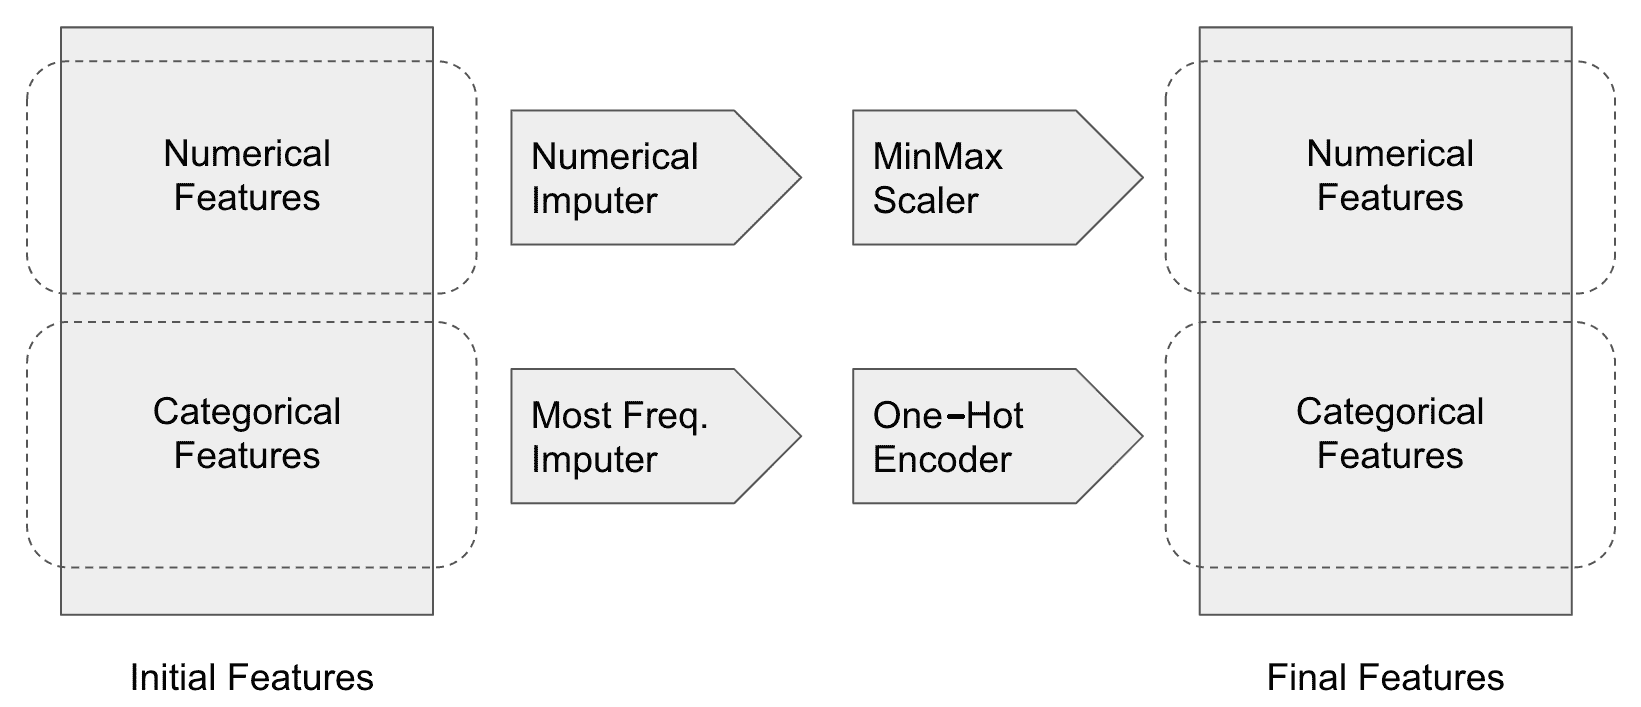 Numerical
Features
Numerical
Imputer
MinMax
Scaler
Numerical
Features
Categorical
Features
Most Freq.
Imputer
One-Hot
Encoder
Categorical
Features
Initial Features
Final Features